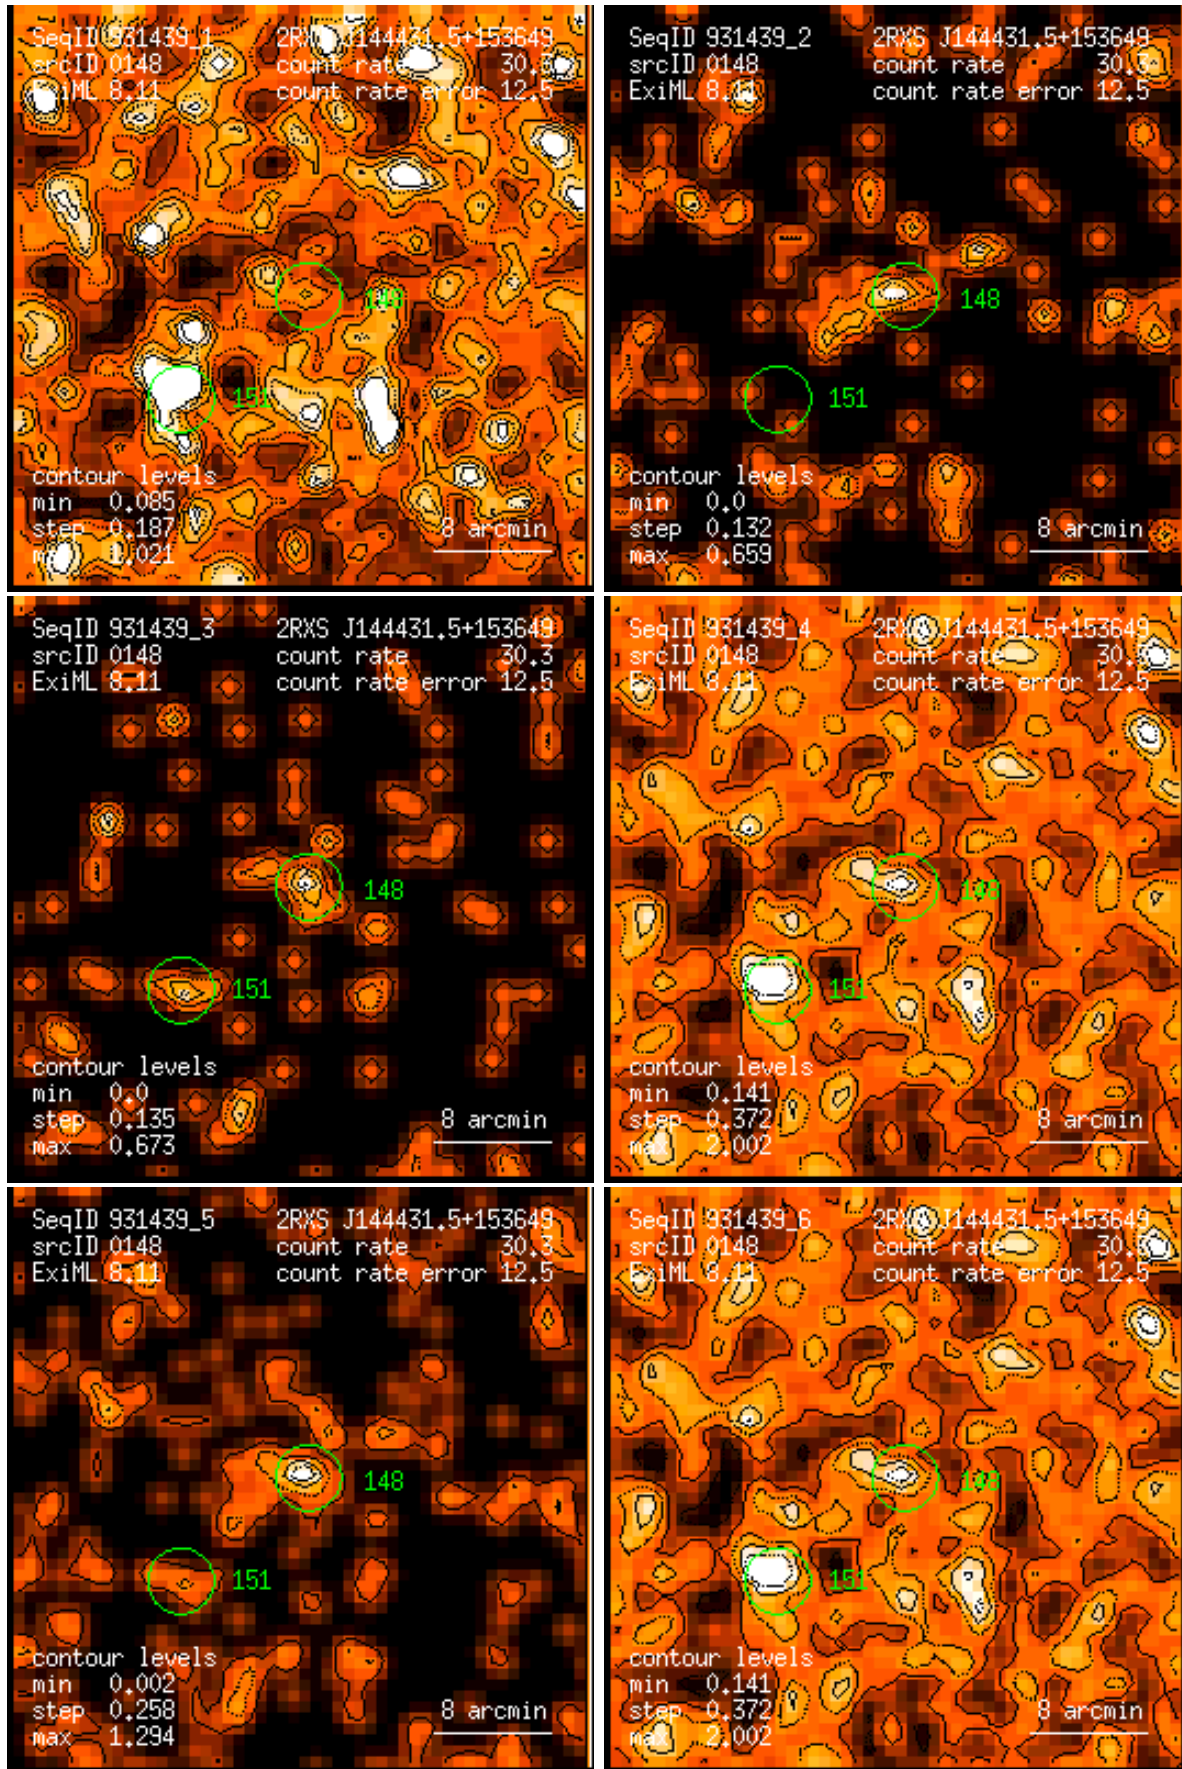 SeqID 931439_1 2RXS J144431.5+153649
srcID 0148 count rate 30.3
ExiML 8.11 count rate error 12.5
148
151
contour levels
min 0.085
step 0.187 8 arcmin
max 1.021
SeqID 931439_2 2RXS J144431.5+153649
srcID 0148 count rate 30.3
ExiML 8.11 count rate error 12.5
148
151
contour levels
min 0.0
step 0.132 8 arcmin
max 0.659
SeqID 931439_3 2RXS J144431.5+153649
srcID 0148 count rate 30.3
ExiML 8.11 count rate error 12.5
148
151
contour levels
min 0.0
step 0.135 8 arcmin
max 0.673
SeqID 931439_4 2RXS J144431.5+153649
srcID 0148 count rate 30.3
ExiML 8.11 count rate error 12.5
148
151
contour levels
min 0.141
step 0.372 8 arcmin
max 2.002
SeqID 931439_5 2RXS J144431.5+153649
srcID 0148 count rate 30.3
ExiML 8.11 count rate error 12.5
148
151
contour levels
min 0.002
step 0.258 8 arcmin
max 1.294
SeqID 931439_6 2RXS J144431.5+153649
srcID 0148 count rate 30.3
ExiML 8.11 count rate error 12.5
148
151
contour levels
min 0.141
step 0.372 8 arcmin
max 2.002